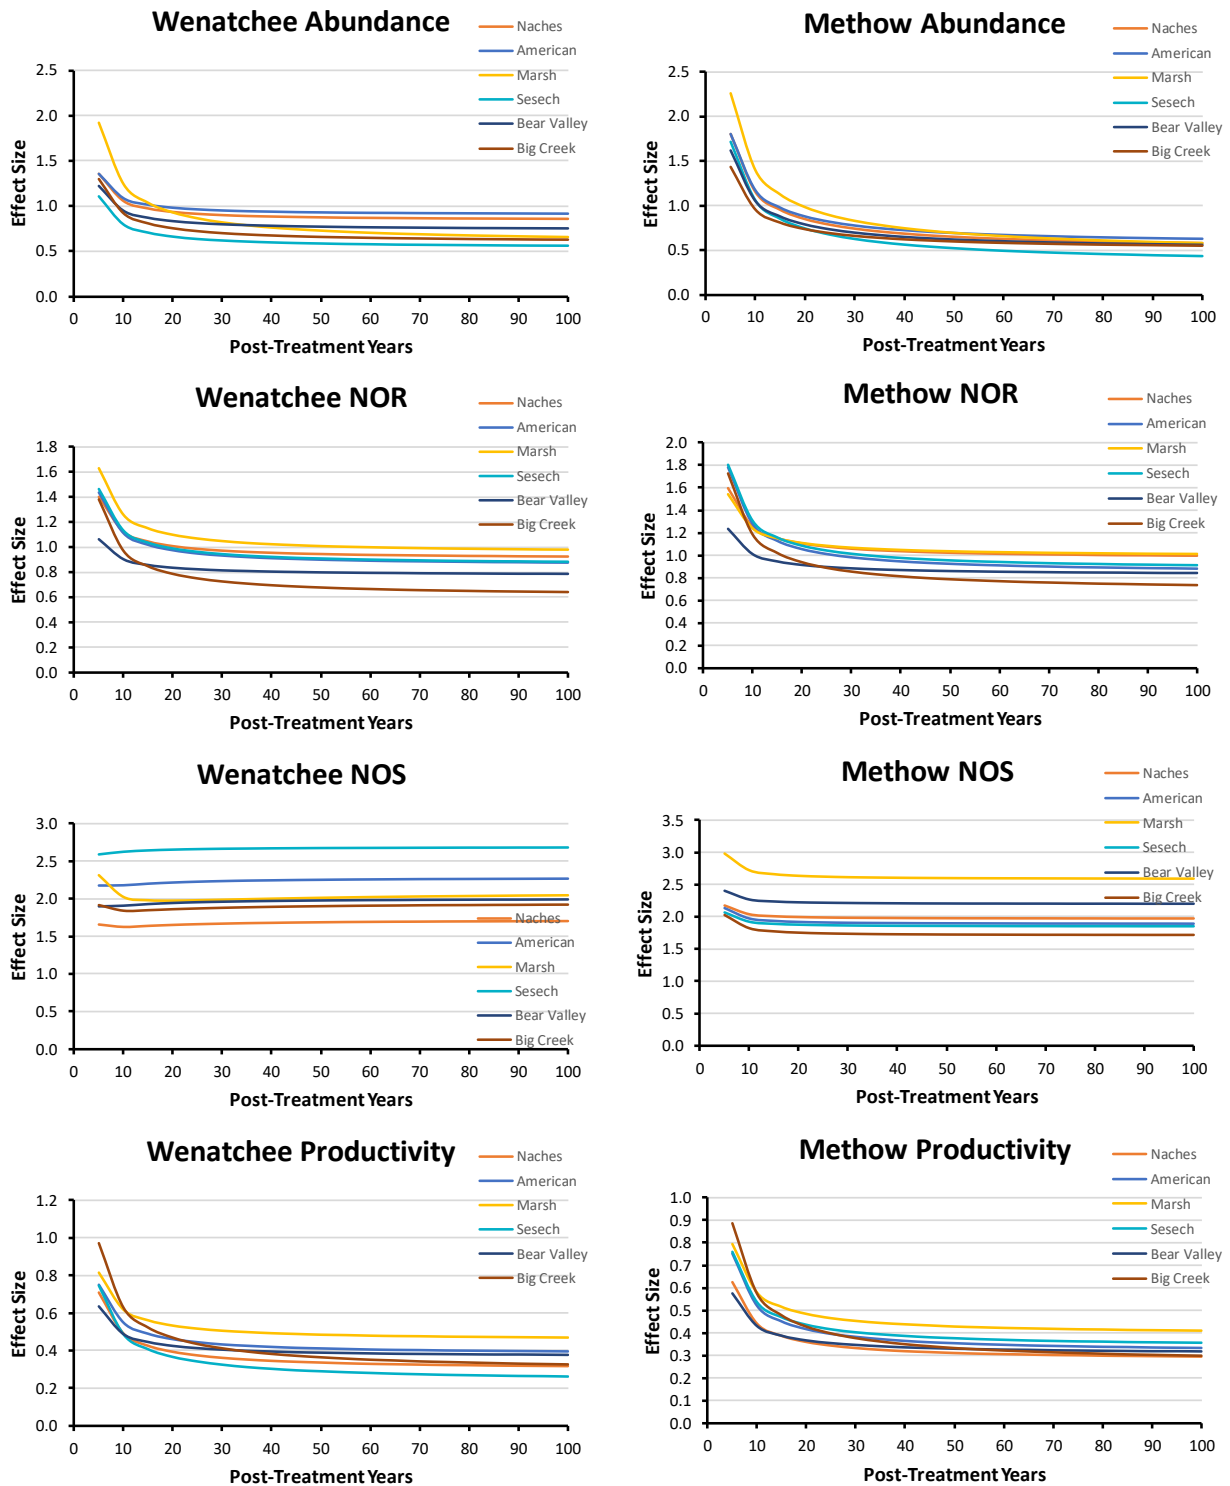 Wenatchee Abundance
Naches
American
Marsh
Sesech
Bear Valley
Big Creek
Effect Size
2.5
2.0
1.5
1.0
0.5
0.0
0 10 20 30 40 50 60 70 80 90 100
Post-Treatment Years
Methow Abundance
Naches
American
Marsh
Sesech
Bear Valley
Big Creek
Effect Size
2.5
2.0
1.5
1.0
0.5
0.0
0 10 20 30 40 50 60 70 80 90 100
Post-Treatment Years
Wenatchee NOR
Naches
American
Marsh
Sesech
Bear Valley
Big Creek
Effect Size
1.8
1.6
1.4
1.2
1.0
0.8
0.6
0.4
0.2
0.0
0 10 20 30 40 50 60 70 80 90 100
Post-Treatment Years
Methow NOR
Naches
American
Marsh
Sesech
Bear Valley
Big Creek
Effect Size
2.0
1.8
1.6
1.4
1.2
1.0
0.8
0.6
0.4
0.2
0.0
0 10 20 30 40 50 60 70 80 90 100
Post-Treatment Years
Wenatchee NOS
Effect Size
3.0
2.5
2.0
1.5
1.0
0.5
0.0
Naches
American
Marsh
Sesech
Bear Valley
Big Creek
0 10 20 30 40 50 60 70 80 90 100
Post-Treatment Years
Methow NOS
Naches
American
Marsh
Sesech
Bear Valley
Big Creek
Effect Size
3.5
3.0
2.5
2.0
1.5
1.0
0.5
0.0
0 10 20 30 40 50 60 70 80 90 100
Post-Treatment Years
Wenatchee Productivity
Naches
American
Marsh
Sesech
Bear Valley
Big Creek
Effect Size
1.2
1.0
0.8
0.6
0.4
0.2
0.0
0 10 20 30 40 50 60 70 80 90 100
Post-Treatment Years
Methow Productivity
Naches
American
Marsh
Sesech
Bear Valley
Big Creek
Effect Size
1.0
0.9
0.8
0.7
0.6
0.5
0.4
0.3
0.2
0.1
0.0
0 10 20 30 40 50 60 70 80 90 100
Post-Treatment Years